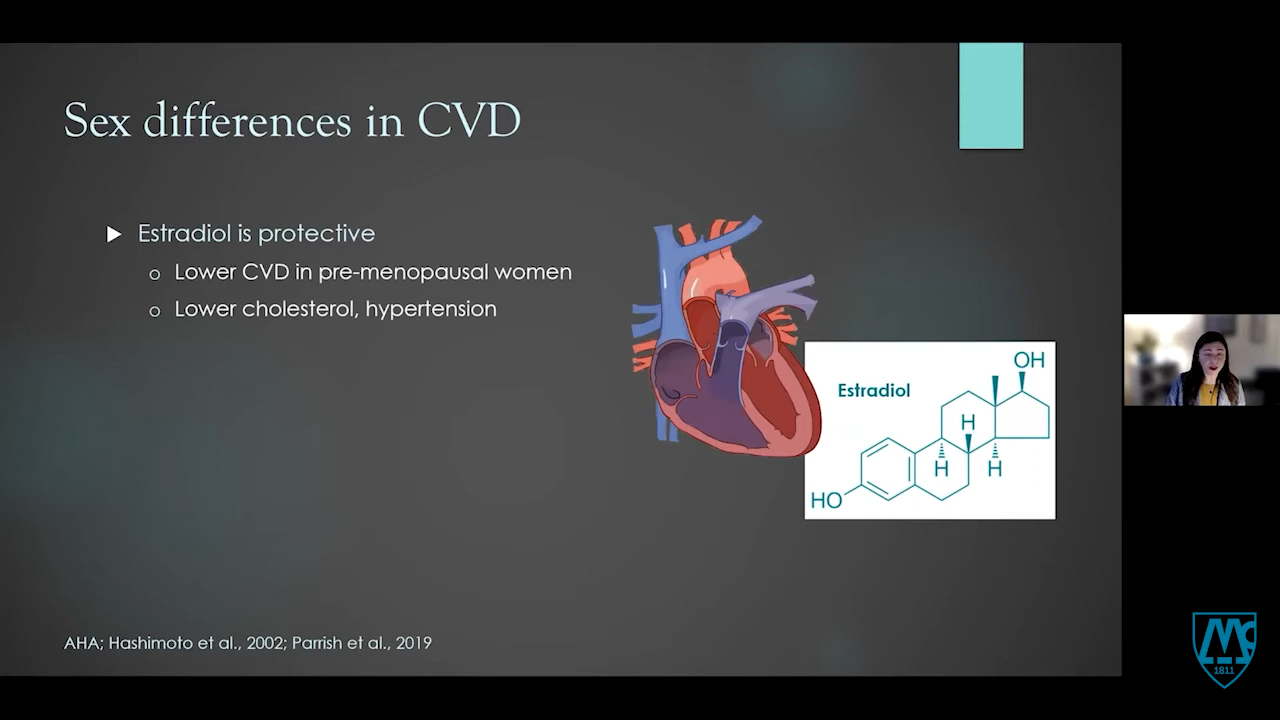 Sex differences in CVD
Estradiol is protective
Lower CVD in pre-menopausal women
Lower cholesterol, hypertension
Estradiol
OH
H
H
H
HO
AHA; Hashimoto et al., 2002; Parrish et al., 2019
1811